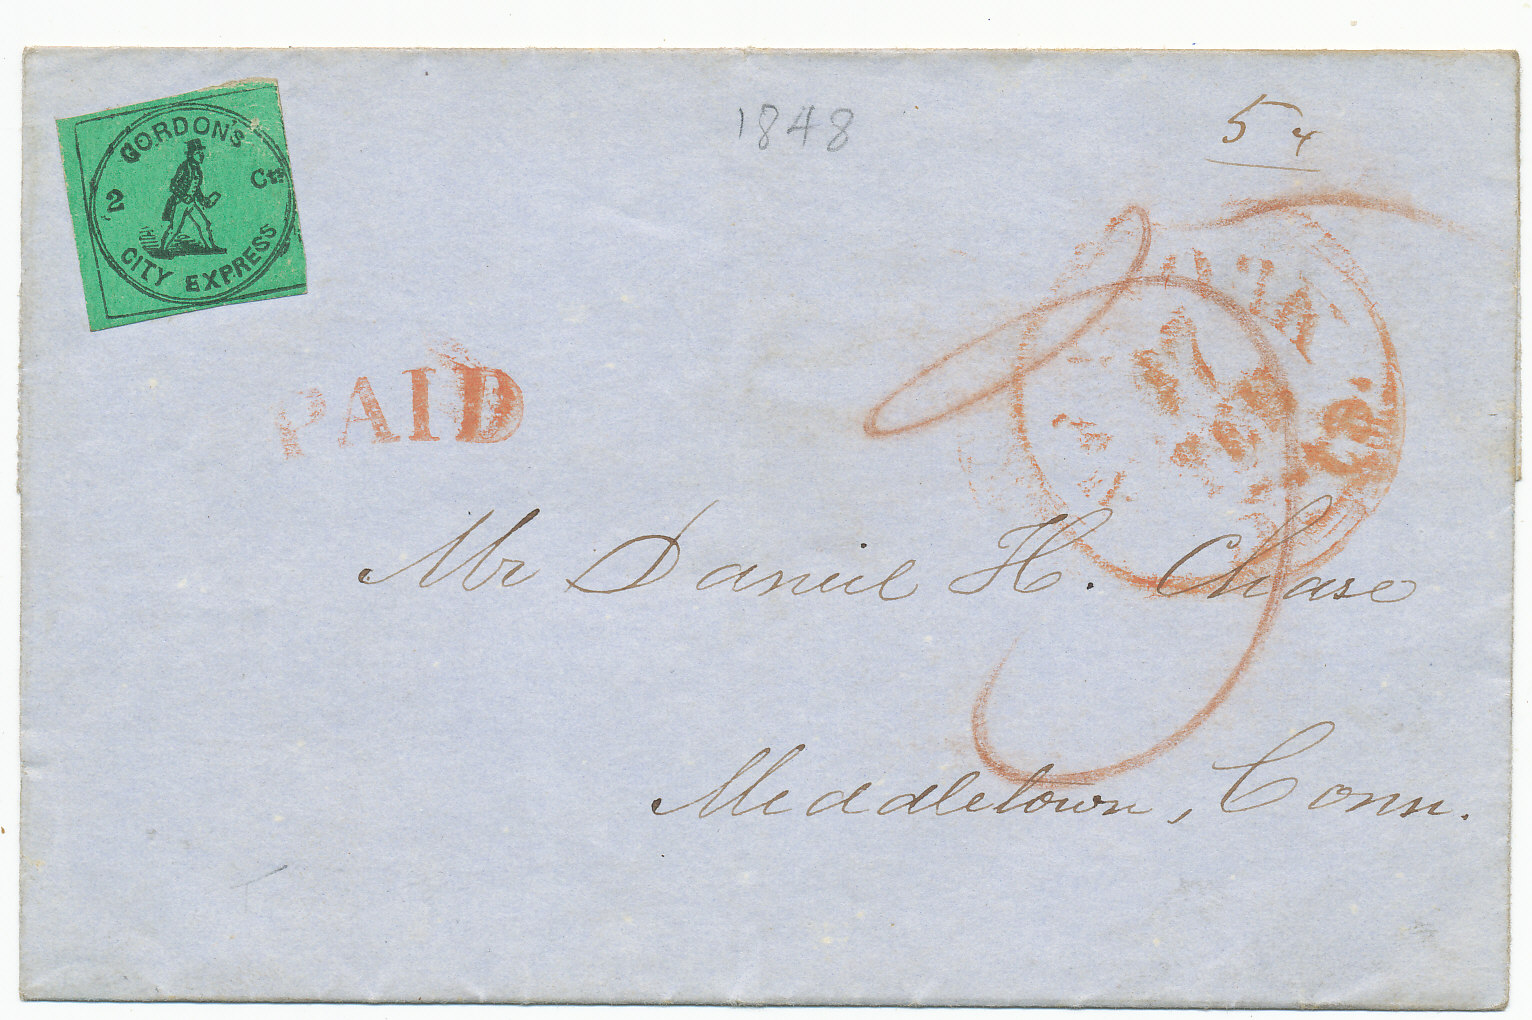 GORDON'S
2 Cts
CITY EXPRESS
1848
5
PAID
Mr Daniel H. Chase
Middletown, Conn.